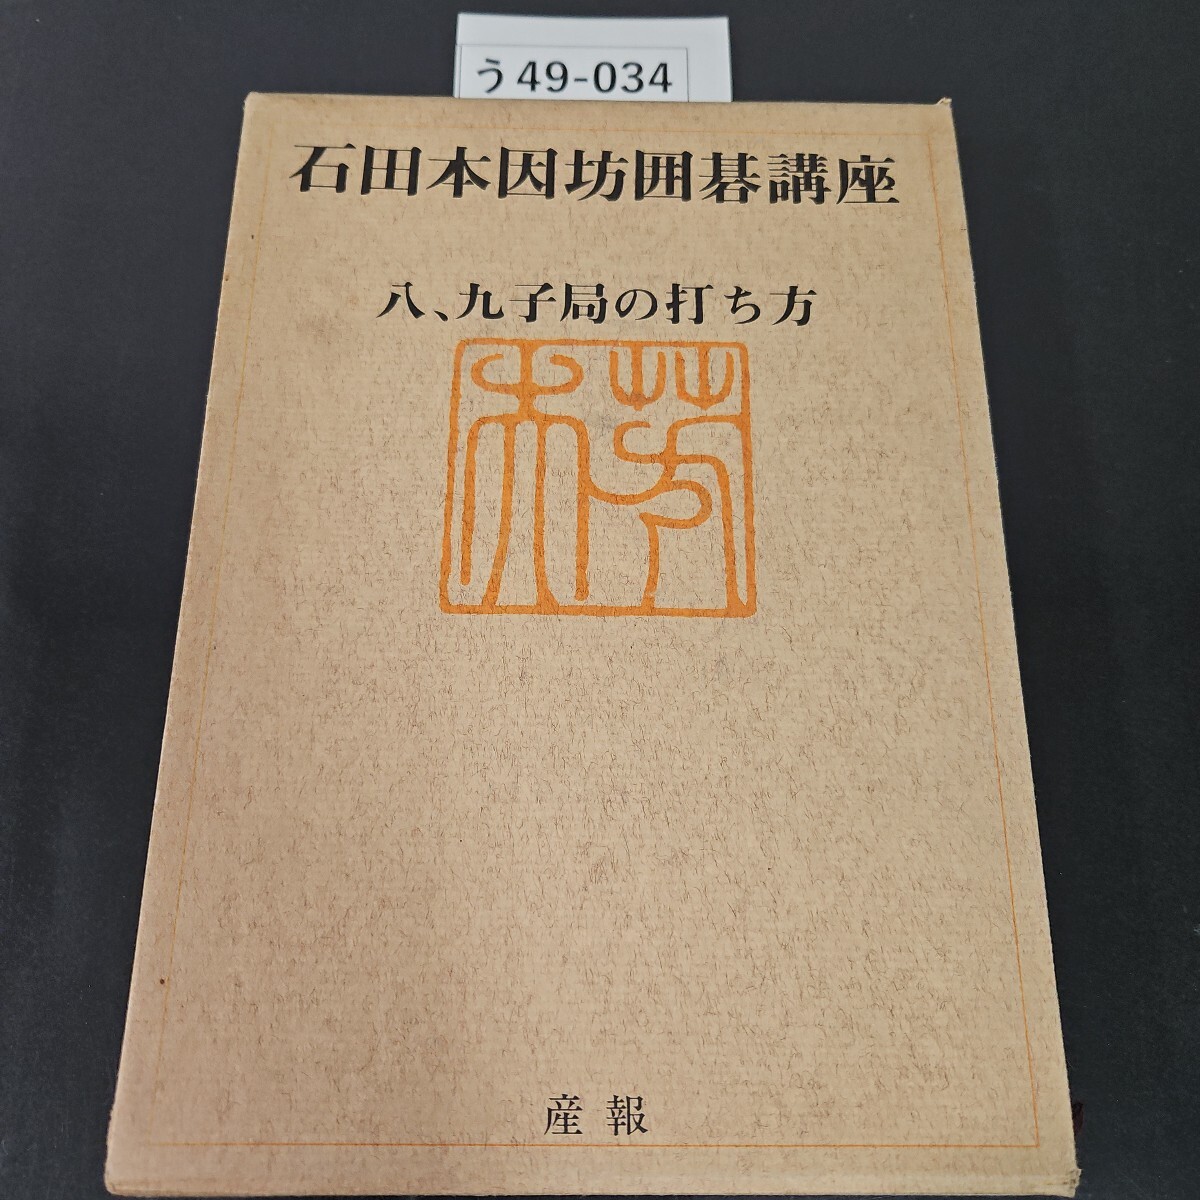 う49-034
石田本因坊囲碁講座
八、九子局の打ち方
産報